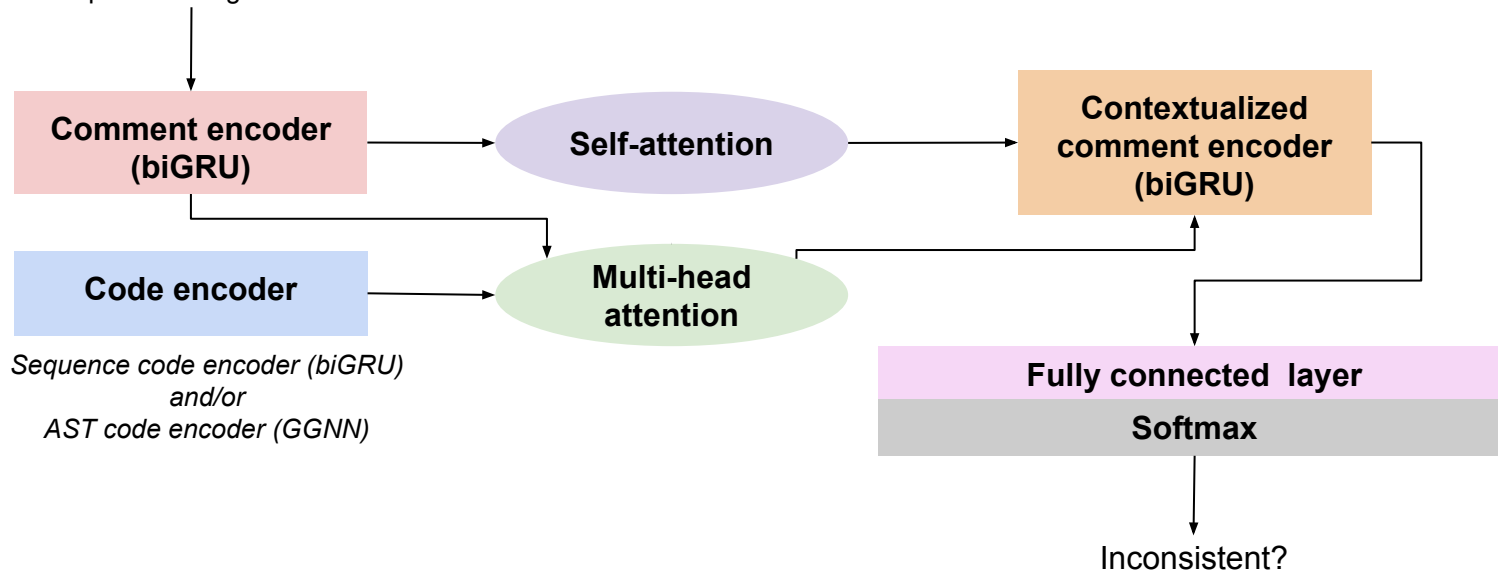 Comment encoder
(biGRU)
Self-attention
Contextualized
comment encoder
(biGRU)
Code encoder
Multi-head
attention
Sequence code encoder (biGRU)
and/or
AST code encoder (GGNN)
Fully connected layer
Softmax
Inconsistent?